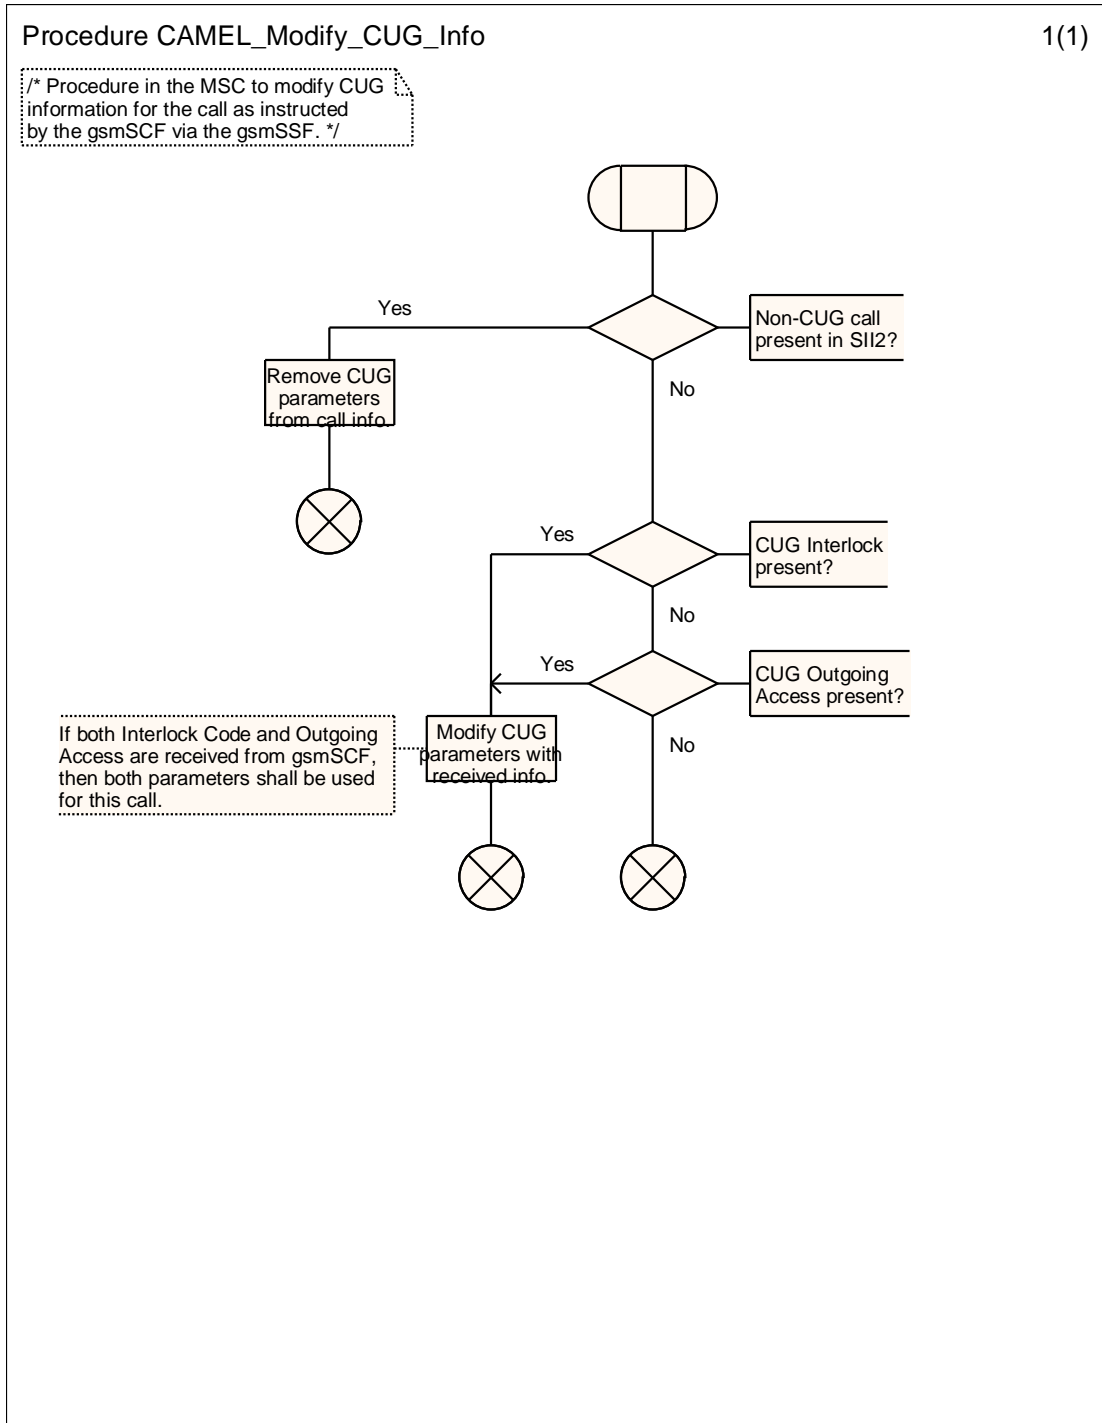 Procedure CAMEL_Modify_CUG_Info
1(1)
/* Procedure in the MSC to modify CUG
information for the call as instructed
by the gsmSCF via the gsmSSF. */
Yes
Non-CUG call
present in SII2?
Remove CUG
parameters
from call info.
No
Yes
CUG Interlock
present?
No
Yes
CUG Outgoing
Access present?
If both Interlock Code and Outgoing
Access are received from gsmSCF,
then both parameters shall be used
for this call.
Modify CUG
parameters with
received info.
No